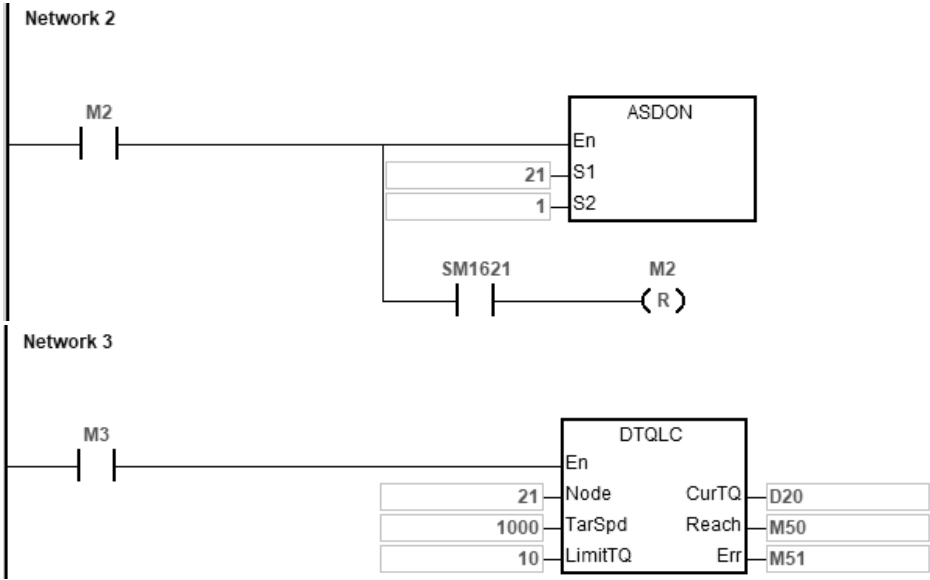 Network 2
M2
ASDON
En
21 S1
1 S2
SM1621 M2
R
Network 3
M3
DTQLC
En
21 Node CurTQ D20
1000 TarSpd Reach M50
10 LimitTQ Err M51